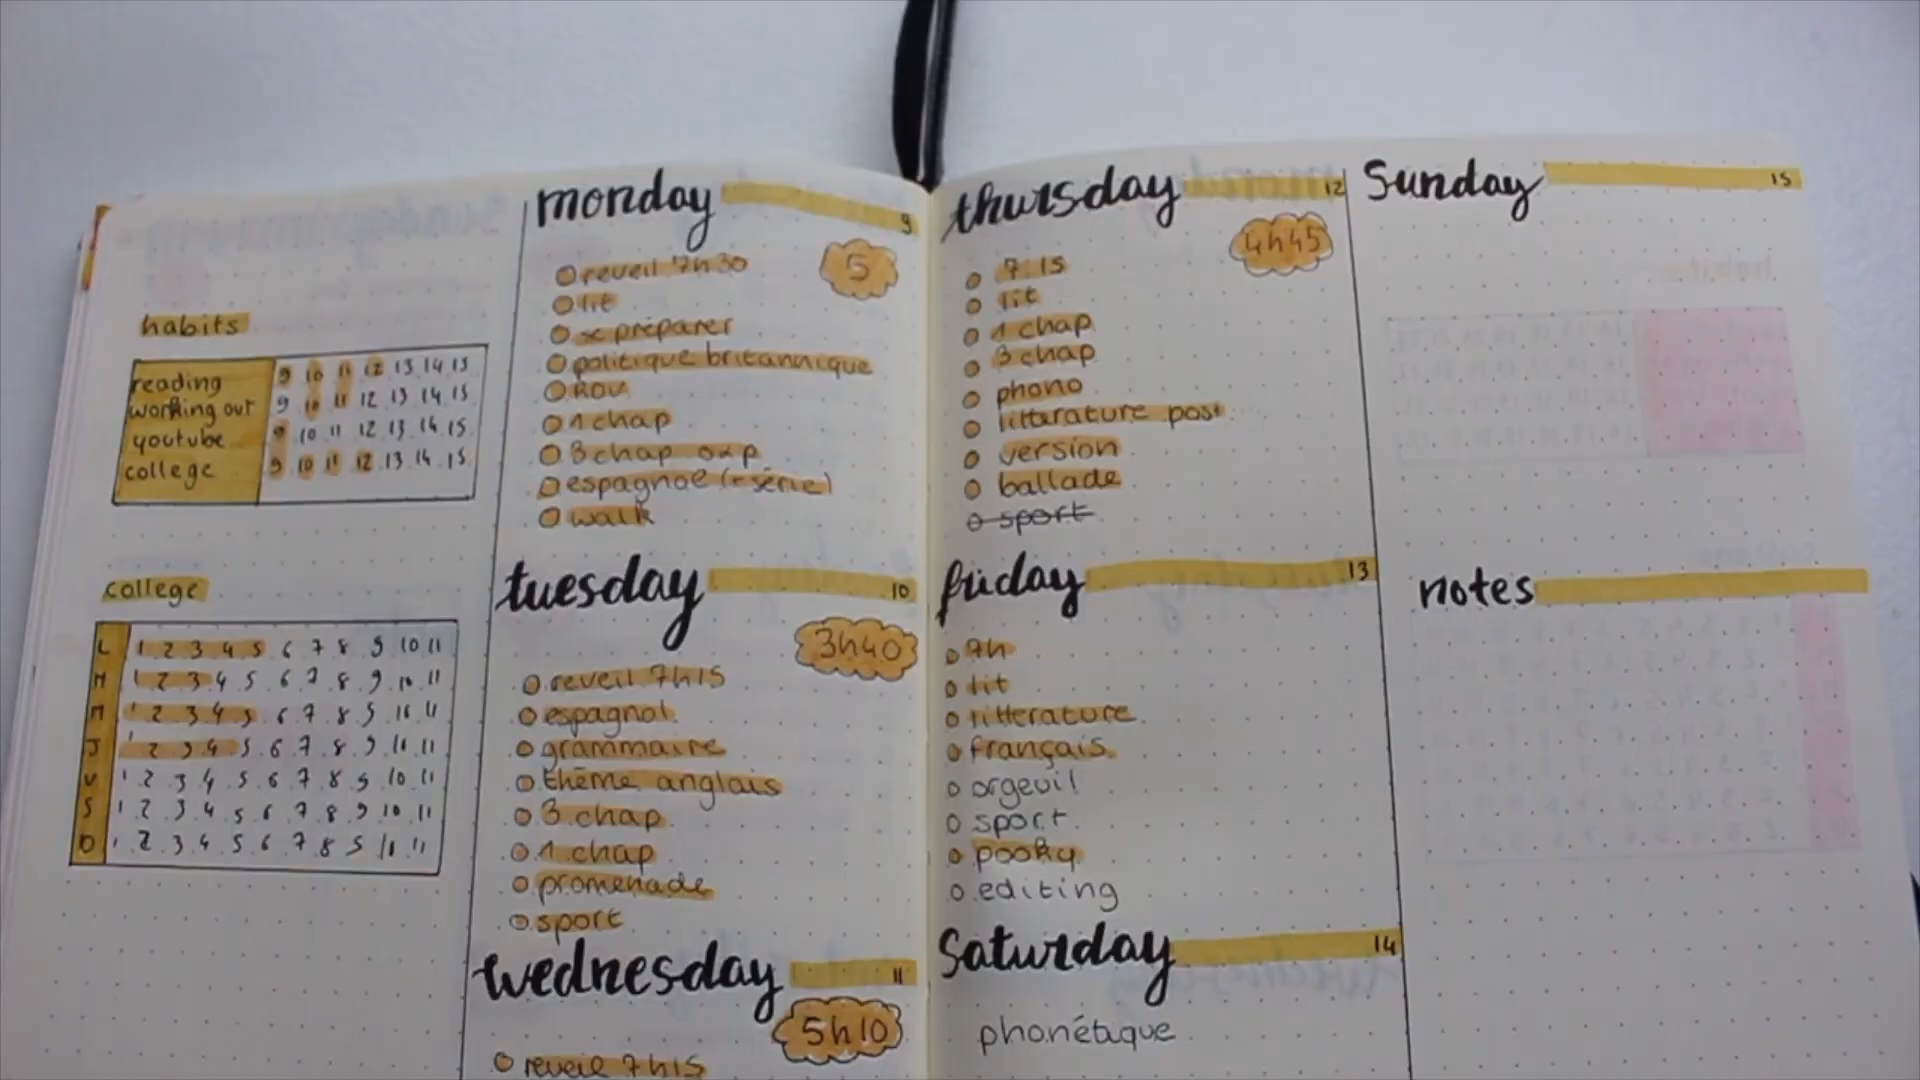 habits
reading 9 10 11 12 13 14 15
working out 9 10 11 12 13 14 15
youtube 9 10 11 12 13 14 15
college 9 10 11 12 13 14 15
college
L 1 2 3 4 5 6 7 8 9 10 11
M 1 2 3 4 5 6 7 8 9 10 11
M 1 2 3 4 5 6 7 8 9 10 11
J 1 2 3 4 5 6 7 8 9 10 11
V 1 2 3 4 5 6 7 8 9 10 11
S 1 2 3 4 5 6 7 8 9 10 11
D 1 2 3 4 5 6 7 8 9 10 11
monday 9
5
reveil 7h30
lit
se préparer
politique britannique
ROU
1 chap
3 chap o&p
espagnol (+ série)
walk
tuesday 10
3h40
reveil 7h15
espagnol
grammaire
thème anglais
3 chap
1 chap
promenade
sport
wednesday 11
5h10
reveil 7h15
thursday 12
4h45
7:15
lit
1 chap
3 chap
phono
litterature post
version
ballade
sport
friday 13
7h
lit
litterature
français
orgeuil
sport
pooky
editing
Saturday 14
phonétique
Sunday 15
notes